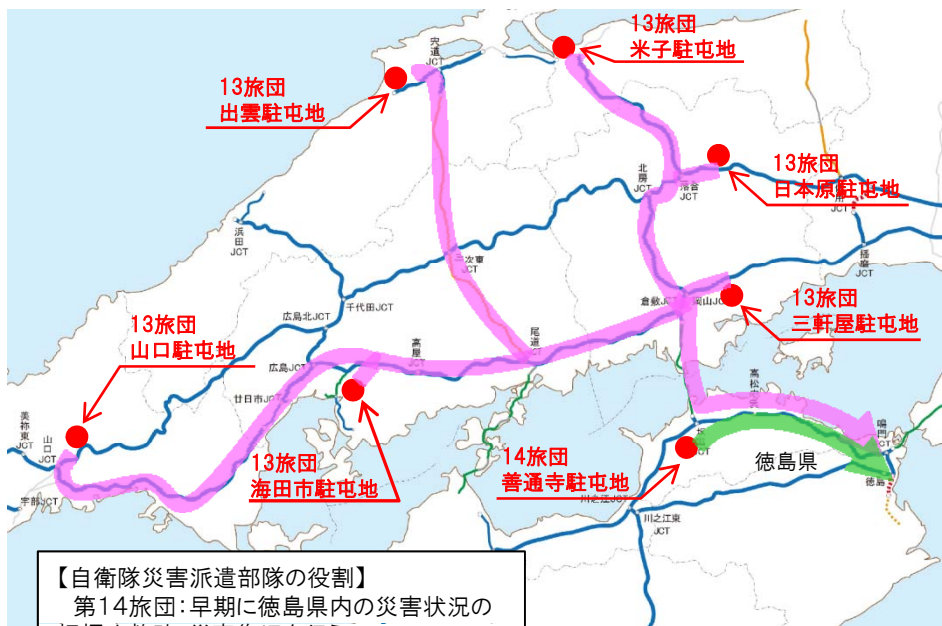 宍道
JCT
13旅団
米子駐屯地
13旅団
出雲駐屯地
北房
JCT
落合
JCT
13旅団
日本原駐屯地
浜田
JCT
三次東
JCT
播磨
JCT
千代田JCT
倉敷JCT
岡山JCT
13旅団
三軒屋駐屯地
広島北JCT
13旅団
山口駐屯地
高屋
JCT
尾道
JCT
広島JCT
廿日市JCT
高松
鳴門
JCT
美祢東
JCT
山口
JCT
宇部JCT
13旅団
海田市駐屯地
14旅団
善通寺駐屯地
坂出
JCT
徳島県
徳島
川之江JCT
川之江東
JCT
【自衛隊災害派遣部隊の役割】
第14旅団:早期に徳島県内の災害状況の